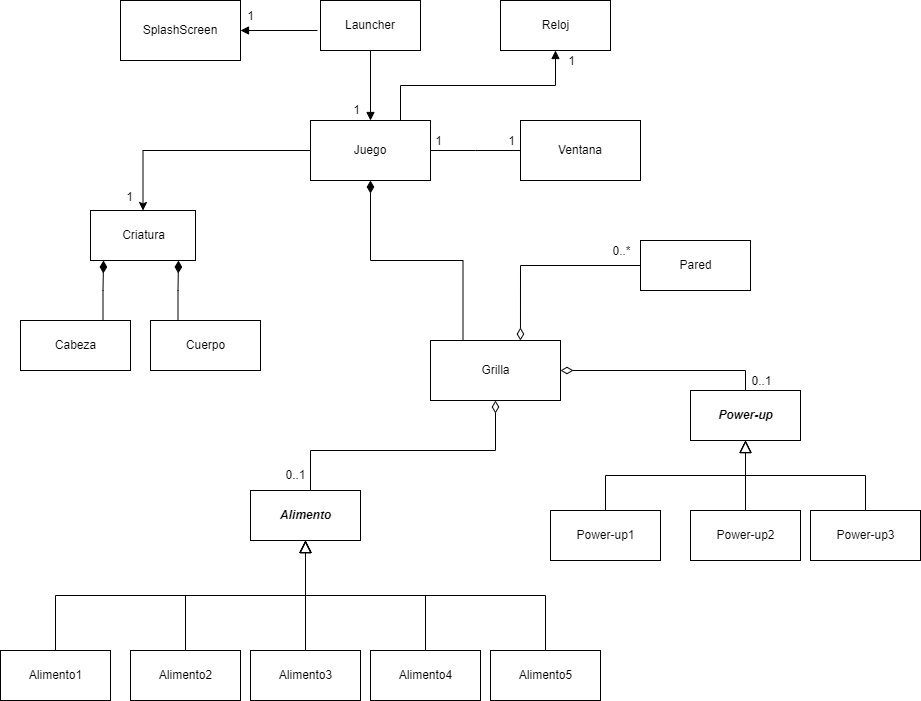 SplashScreen
1
Launcher
Reloj
1
1
Juego
1
1
Ventana
1
Criatura
0..*
Pared
Cabeza
Cuerpo
Grilla
0..1
Power-up
0..1
Alimento
Power-up1
Power-up2
Power-up3
Alimento1
Alimento2
Alimento3
Alimento4
Alimento5